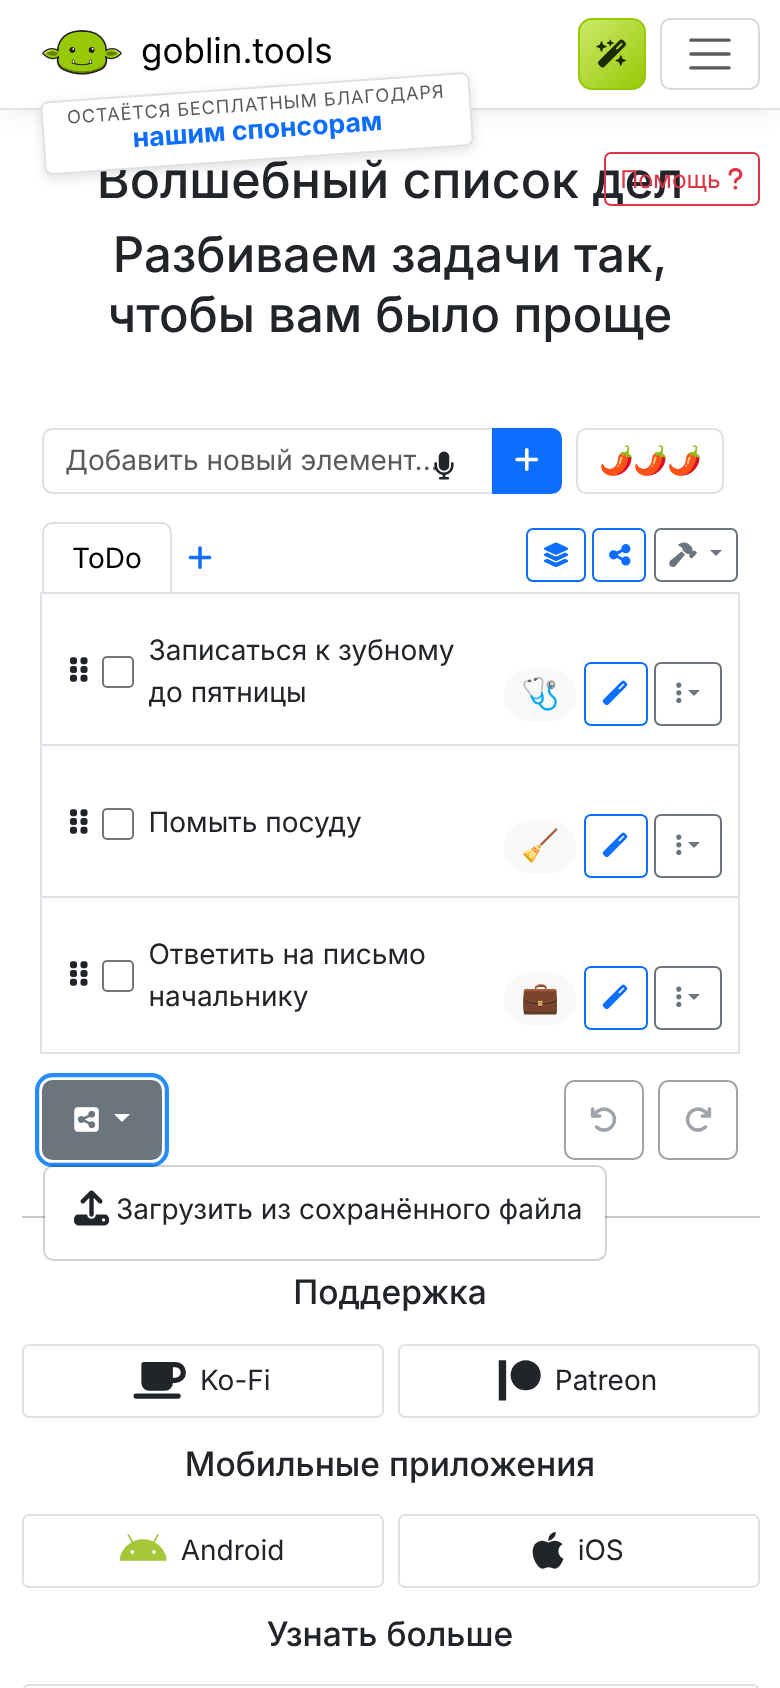 goblin.tools
ОСТАЁТСЯ БЕСПЛАТНЫМ БЛАГОДАРЯ
нашим спонсорам
Волшебный список дел
Помощь ?
Разбиваем задачи так,
чтобы вам было проще
Добавить новый элемент...
ToDo
Записаться к зубному
до пятницы
Помыть посуду
Ответить на письмо
начальнику
Загрузить из сохранённого файла
Поддержка
Ko-Fi
Patreon
Мобильные приложения
Android
iOS
Узнать больше